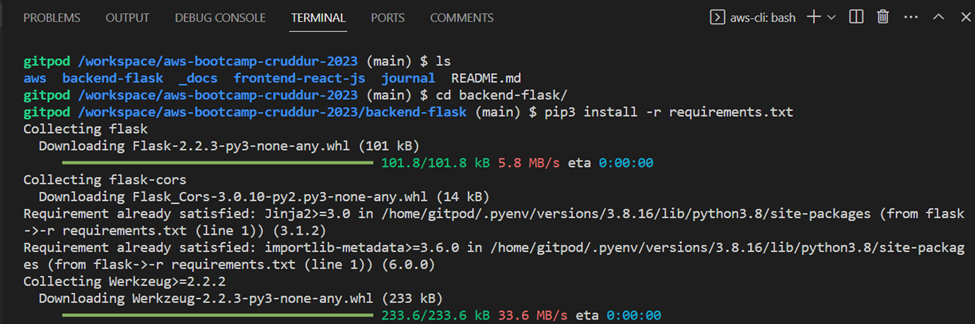 PROBLEMS OUTPUT DEBUG CONSOLE TERMINAL PORTS COMMENTS aws-cli: bash
gitpod /workspace/aws-bootcamp-cruddur-2023 (main) $ ls
aws backend-flask _docs frontend-react-js journal README.md
gitpod /workspace/aws-bootcamp-cruddur-2023 (main) $ cd backend-flask/
gitpod /workspace/aws-bootcamp-cruddur-2023/backend-flask (main) $ pip3 install -r requirements.txt
Collecting flask
Downloading Flask-2.2.3-py3-none-any.whl (101 kB)
101.8/101.8 kB 5.8 MB/s eta 0:00:00
Collecting flask-cors
Downloading Flask_Cors-3.0.10-py2.py3-none-any.whl (14 kB)
Requirement already satisfied: Jinja2>=3.0 in /home/gitpod/.pyenv/versions/3.8.16/lib/python3.8/site-packages (from flask
->-r requirements.txt (line 1)) (3.1.2)
Requirement already satisfied: importlib-metadata>=3.6.0 in /home/gitpod/.pyenv/versions/3.8.16/lib/python3.8/site-packag
es (from flask->-r requirements.txt (line 1)) (6.0.0)
Collecting Werkzeug>=2.2.2
Downloading Werkzeug-2.2.3-py3-none-any.whl (233 kB)
233.6/233.6 kB 33.6 MB/s eta 0:00:00